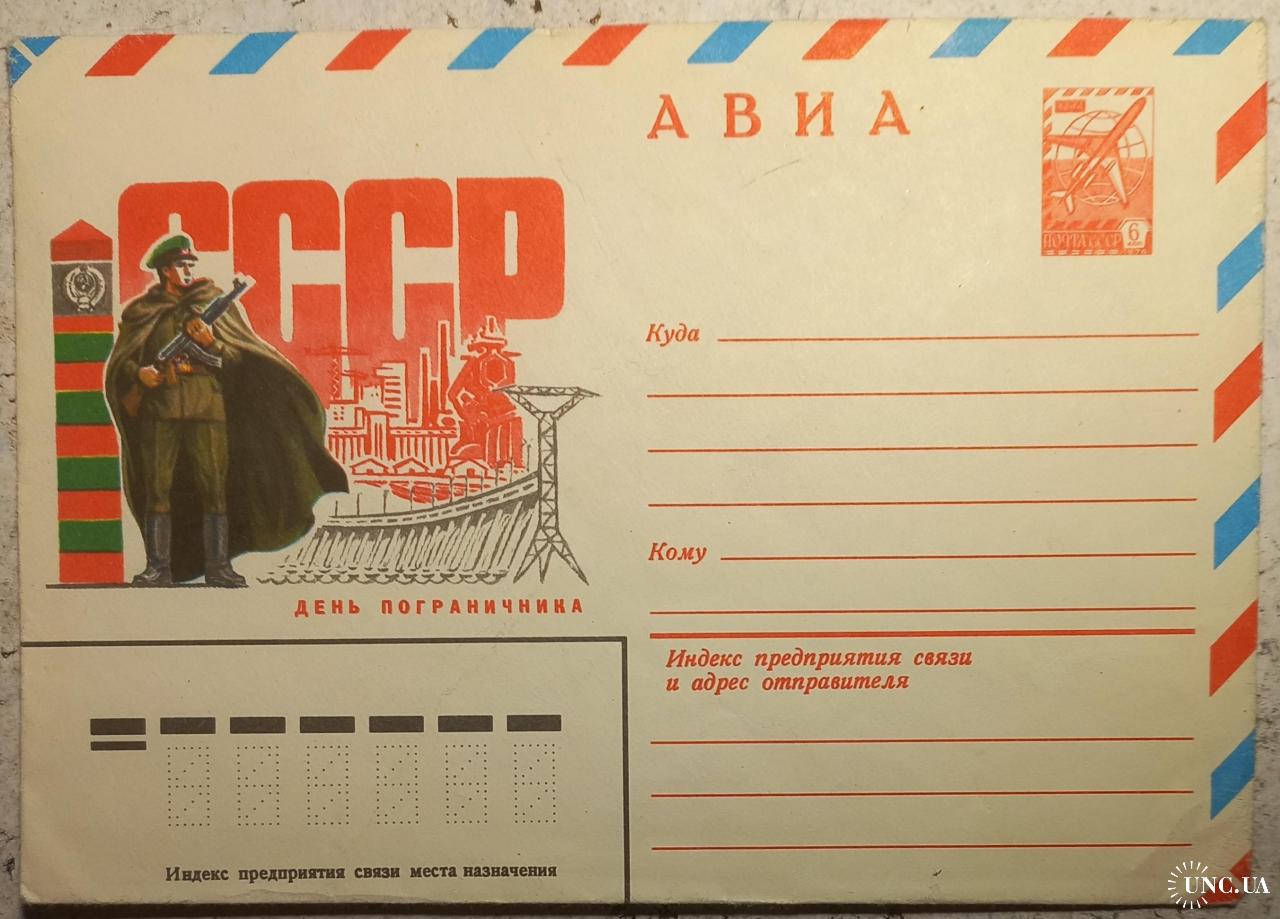 АВИА
СССР
ПОЧТА СССР
6
КОП
Куда
Кому
ДЕНЬ ПОГРАНИЧНИКА
Индекс предприятия связи
и адрес отправителя
Индекс предприятия связи места назначения
UNC.UA